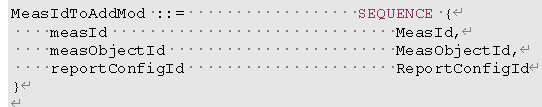 MeasIdToAddMod ::= SEQUENCE {
measId MeasId,
measObjectId MeasObjectId,
reportConfigId ReportConfigId
}